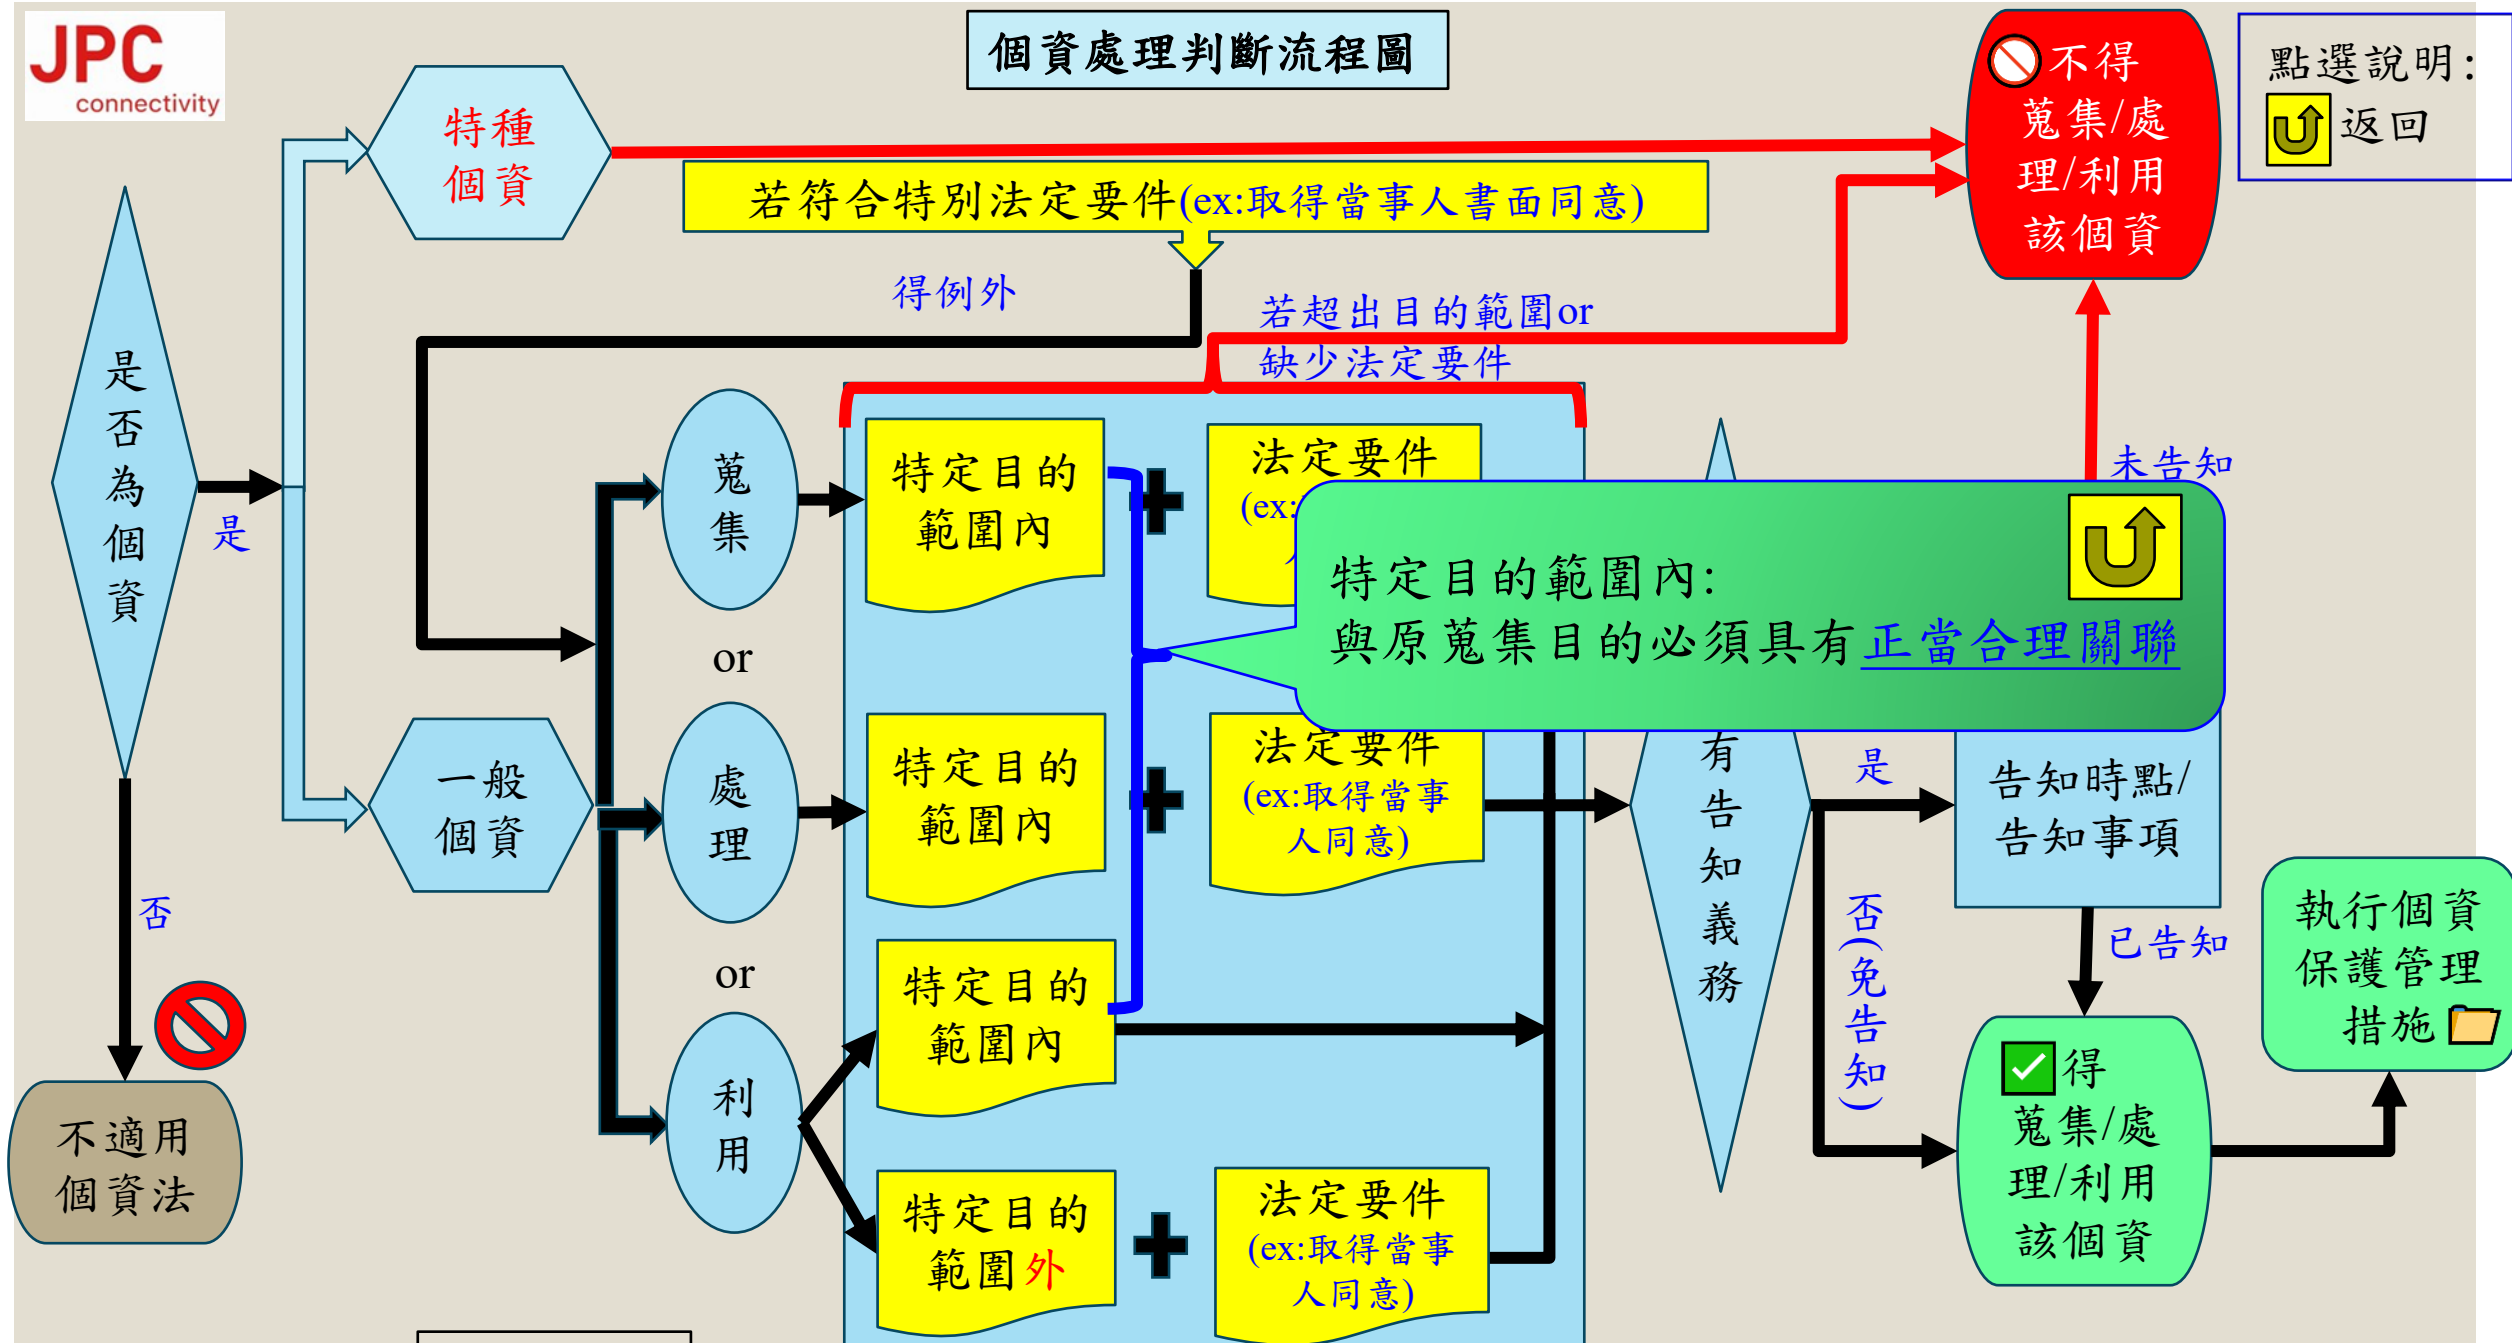 JPC
connectivity
個資處理判斷流程圖
點選說明:
返回
特種
個資
不得
蒐集/處
理/利用
該個資
若符合特別法定要件(ex:取得當事人書面同意)
得例外
若超出目的範圍or
缺少法定要件
是
否
為
個
資
是
否
不適用
個資法
一般
個資
蒐
集
or
處
理
or
利
用
特定目的
範圍內
法定要件
(ex:
特定目的範圍內:
與原蒐集目的必須具有正當合理關聯
未告知
特定目的
範圍內
法定要件
(ex:取得當事
人同意)
特定目的
範圍內
特定目的
範圍外
法定要件
(ex:取得當事
人同意)
有
告
知
義
務
是
否(免告知)
告知時點/
告知事項
已告知
得
蒐集/處
理/利用
該個資
執行個資
保護管理
措施